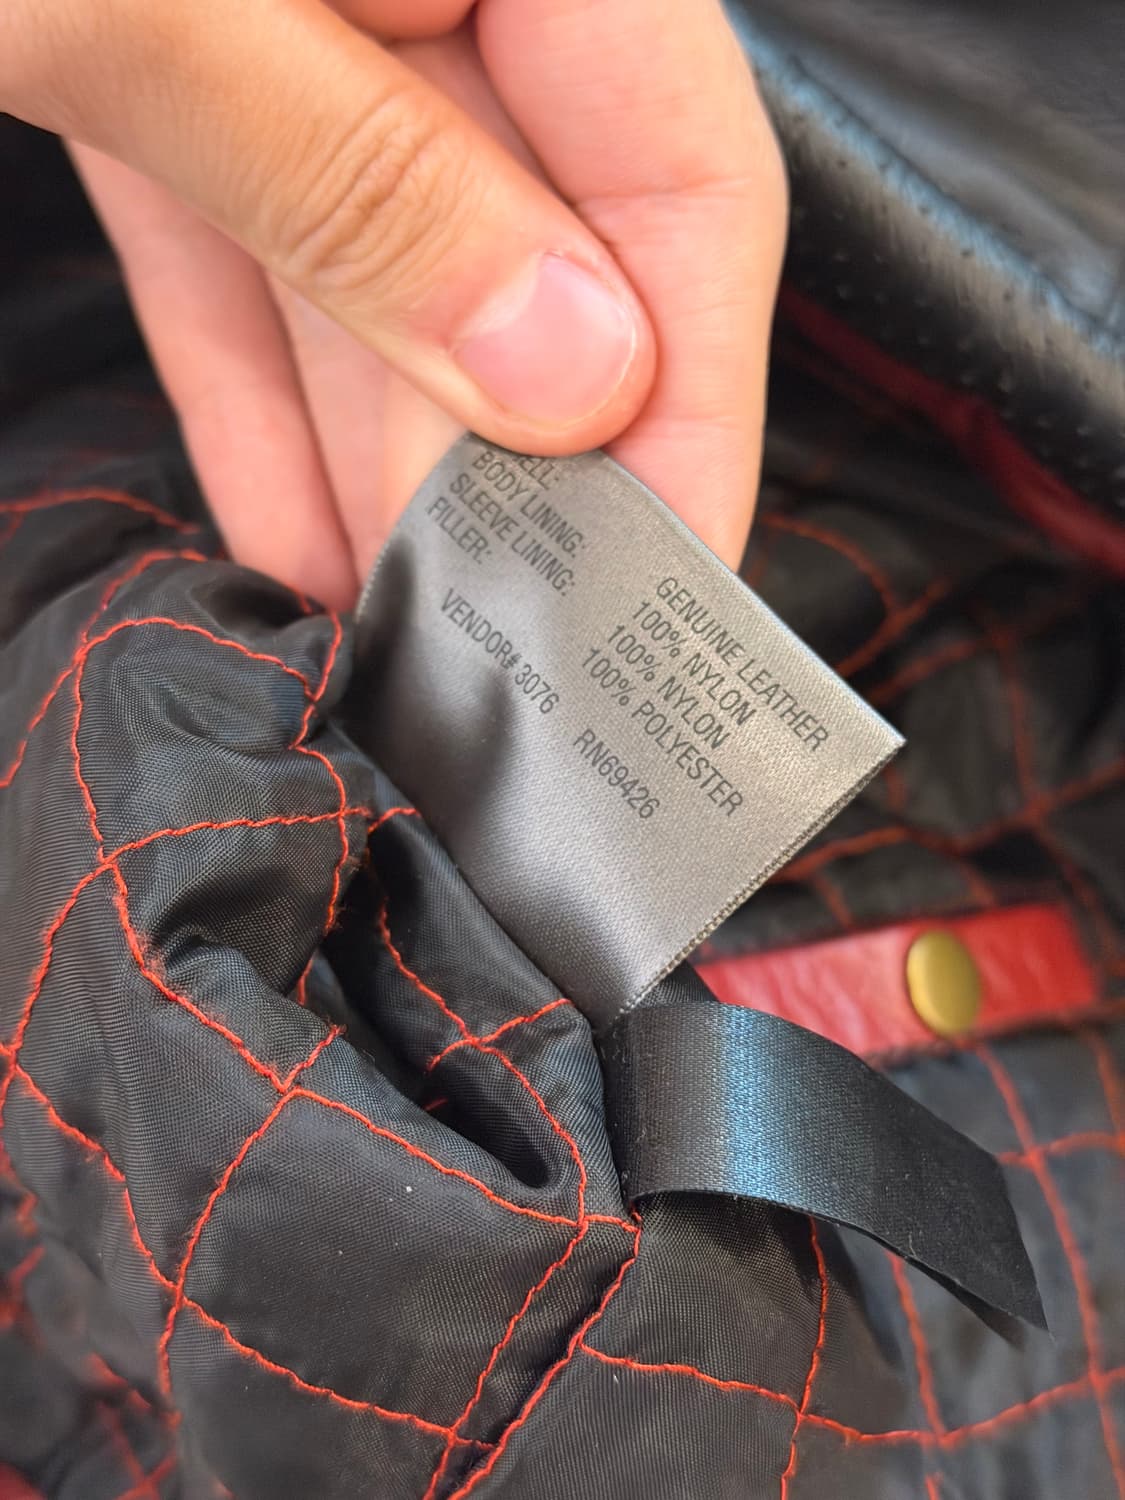 BODY LINING:
SLEEVE LINING:
FILLER:
GENUINE LEATHER
100% NYLON
100% NYLON
100% POLYESTER
VENDOR# 3076 RN69426